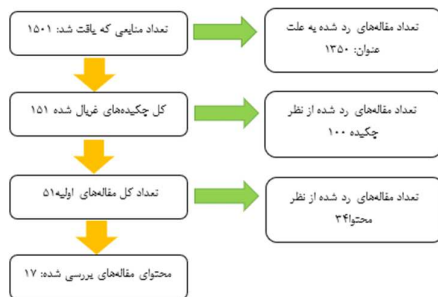 تعداد منابعی که یافت شد: ۱۵۰۱
تعداد مقاله‌های رد شده یه علت
عنوان: ۱۳۵۰
کل چکیده‌های غربال شده ۱۵۱
تعداد مقاله‌های رد شده از نظر
چکیده ۱۰۰
تعداد کل مقاله‌های اولیه۵۱
تعداد مقاله‌های رد شده از نظر
محتوا۳۴
محتوای مقاله‌های بررسی شده: ۱۷